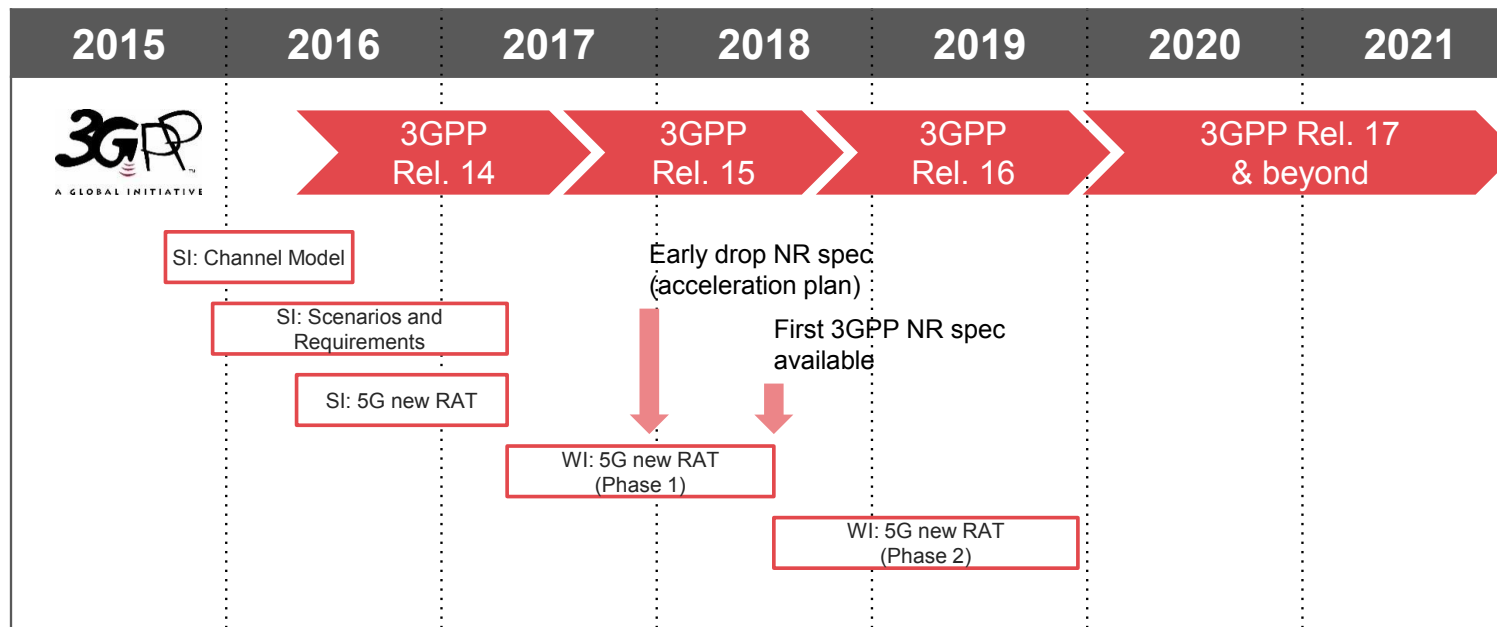 2015 2016 2017 2018 2019 2020 2021
3GPP
A GLOBAL INITIATIVE
3GPP
Rel. 14
3GPP
Rel. 15
3GPP
Rel. 16
3GPP Rel. 17
& beyond
SI: Channel Model
Early drop NR spec
(acceleration plan)
SI: Scenarios and
Requirements
First 3GPP NR spec
available
SI: 5G new RAT
WI: 5G new RAT
(Phase 1)
WI: 5G new RAT
(Phase 2)